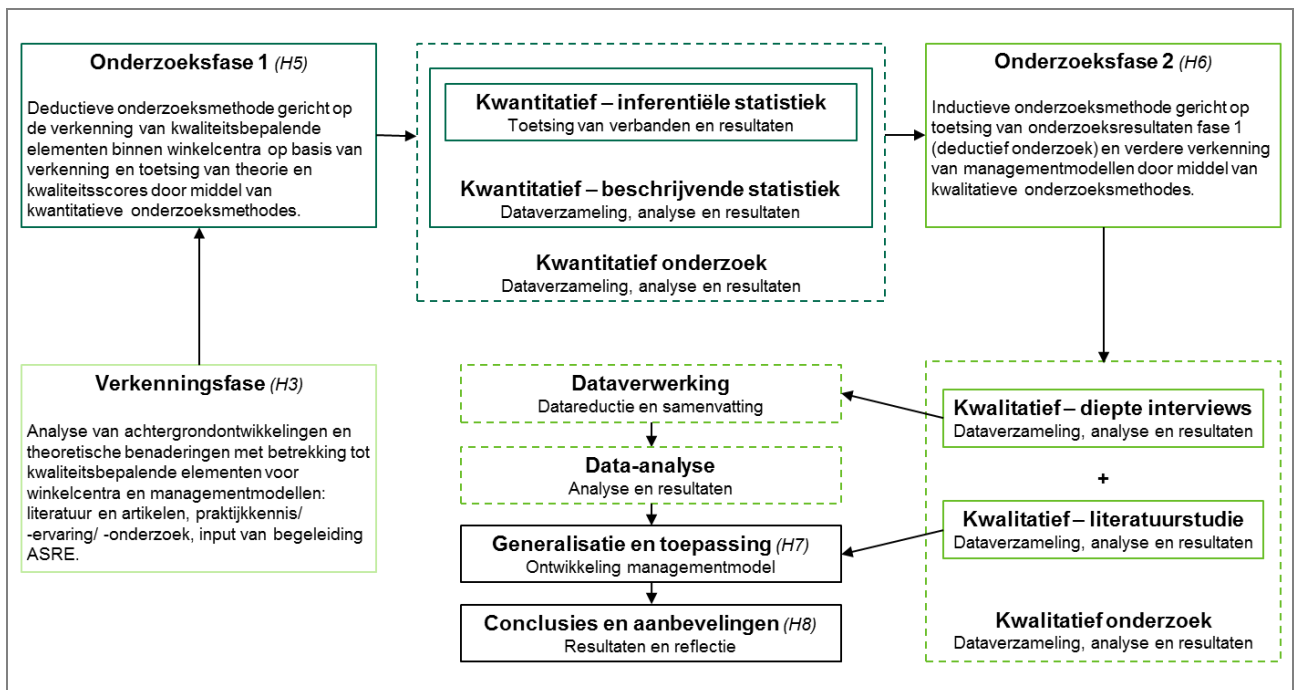 Onderzoeksfase 1 (H5)
Deductieve onderzoeksmethode gericht op
de verkenning van kwaliteitsbepalende
elementen binnen winkelcentra op basis van
verkenning en toetsing van theorie en
kwaliteitsscores door middel van
kwantitatieve onderzoeksmethodes.
Kwantitatief – inferentiële statistiek
Toetsing van verbanden en resultaten
Kwantitatief – beschrijvende statistiek
Dataverzameling, analyse en resultaten
Kwantitatief onderzoek
Dataverzameling, analyse en resultaten
Onderzoeksfase 2 (H6)
Inductieve onderzoeksmethode gericht op
toetsing van onderzoeksresultaten fase 1
(deductief onderzoek) en verdere verkenning
van managementmodellen door middel van
kwalitatieve onderzoeksmethodes.
Verkenningsfase (H3)
Analyse van achtergrondontwikkelingen en
theoretische benaderingen met betrekking tot
kwaliteitsbepalende elementen voor
winkelcentra en managementmodellen:
literatuur en artikelen, praktijkkennis/
-ervaring/ -onderzoek, input van begeleiding
ASRE.
Dataverwerking
Datareductie en samenvatting
Data-analyse
Analyse en resultaten
Generalisatie en toepassing (H7)
Ontwikkeling managementmodel
Conclusies en aanbevelingen (H8)
Resultaten en reflectie
Kwalitatief – diepte interviews
Dataverzameling, analyse en resultaten
+
Kwalitatief – literatuurstudie
Dataverzameling, analyse en resultaten
Kwalitatief onderzoek
Dataverzameling, analyse en resultaten